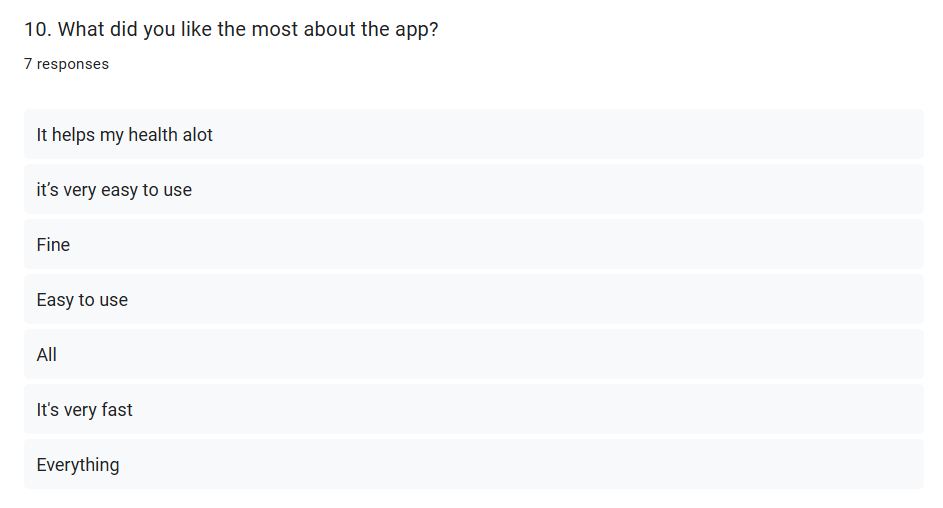 10. What did you like the most about the app?
7 responses
It helps my health alot
it’s very easy to use
Fine
Easy to use
All
It's very fast
Everything